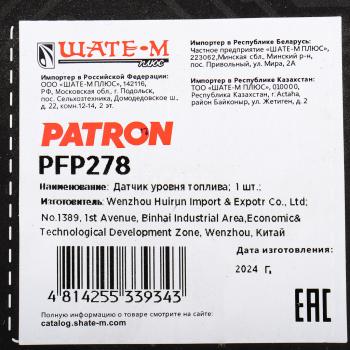 ШАТЕ-М
ПЛЮС
Импортер в Российской Федерации:
ООО «ШАТЕ-М ПЛЮС», 142116,
РФ, Московская обл., г. Подольск,
пос. Сельхозтехника, Домодедовское ш.,
д. 22, комн.12-14, 2 эт.
Импортер в Республике Беларусь:
Частное предприятие «ШАТЕ-М ПЛЮС»,
223062,Минская обл., Минский р-н,
пос. Привольный, ул. Мира, 2А
Импортер в Республике Казахстан:
ТОО «ШАТЕ-М ПЛЮС», 010000,
Республика Казахстан, г. Астана,
район Байконыр, ул. Жетиген, д. 2
PATRON
PFP278
Наименование: Датчик уровня топлива; 1 шт.;
Изготовитель: Wenzhou Huirun Import & Expotr Co., Ltd;
No.1389, 1st Avenue, Binhai Industrial Area,Economic&
Technological Development Zone, Wenzhou, Китай
Дата изготовления:
2024 г,
4 814255 339343
EAC
Полную информацию о товаре смотрите на сайте:
catalog.shate-m.com